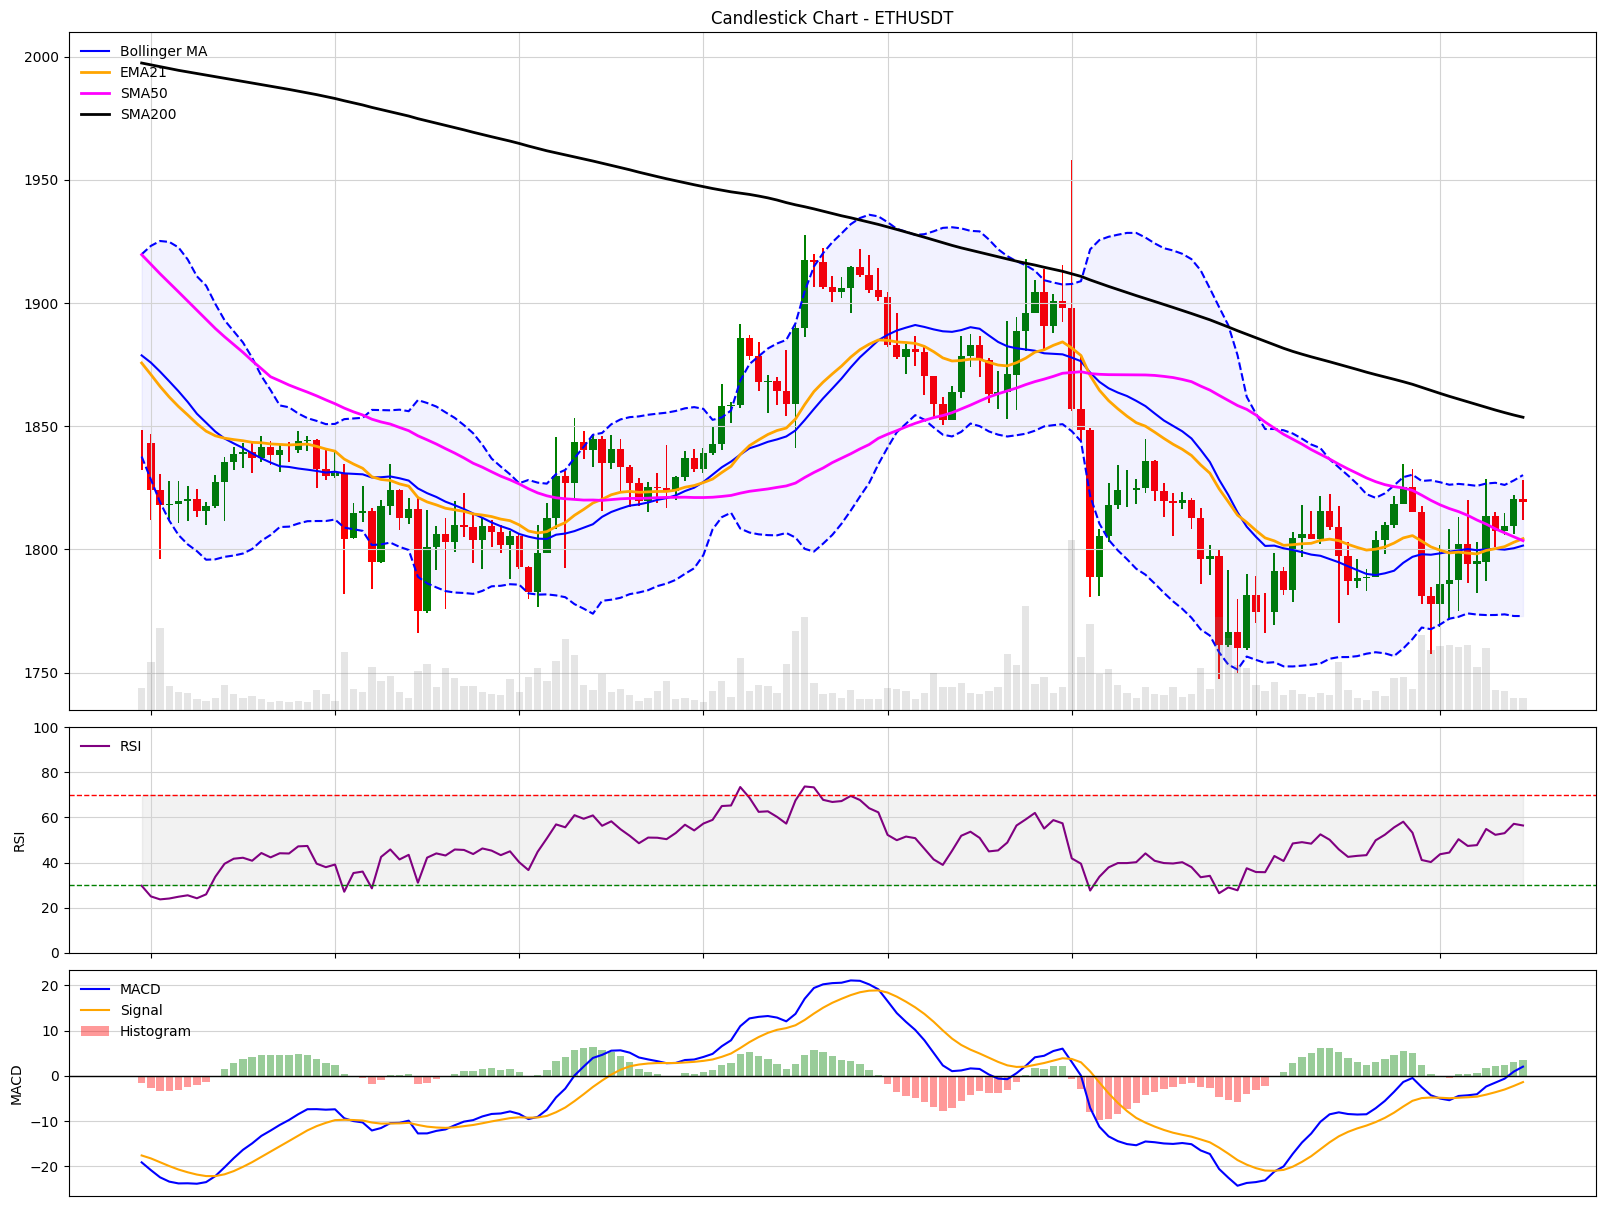 Candlestick Chart - ETHUSDT
Bollinger MA
EMA21
SMA50
SMA200
2000
1950
1900
1850
1800
1750
RSI
100
80
60
40
20
0
RSI
MACD
Signal
Histogram
20
10
0
−10
−20
MACD